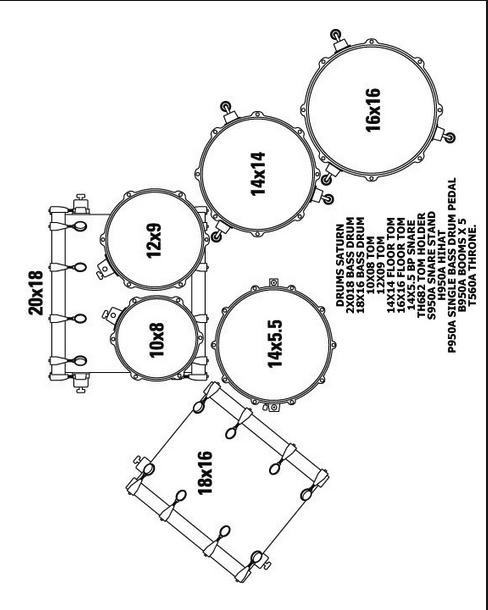 20x18
12x9
10x8
14x14
16x16
14x5.5
18x16
DRUMS SATURN
20X018 BASS DRUM
18X16 BASS DRUM
10X08 TOM
12X09 TOM
14X14 FLOOR TOM
16X16 FLOOR TOM
14X5.5 BP SNARE
TH950A TOM HOLDER
S950A SNARE STAND
H950A HIHAT
P950A SINGLE BASS DRUM PEDAL
B950A BOOMS X 5
T560A THRONE.